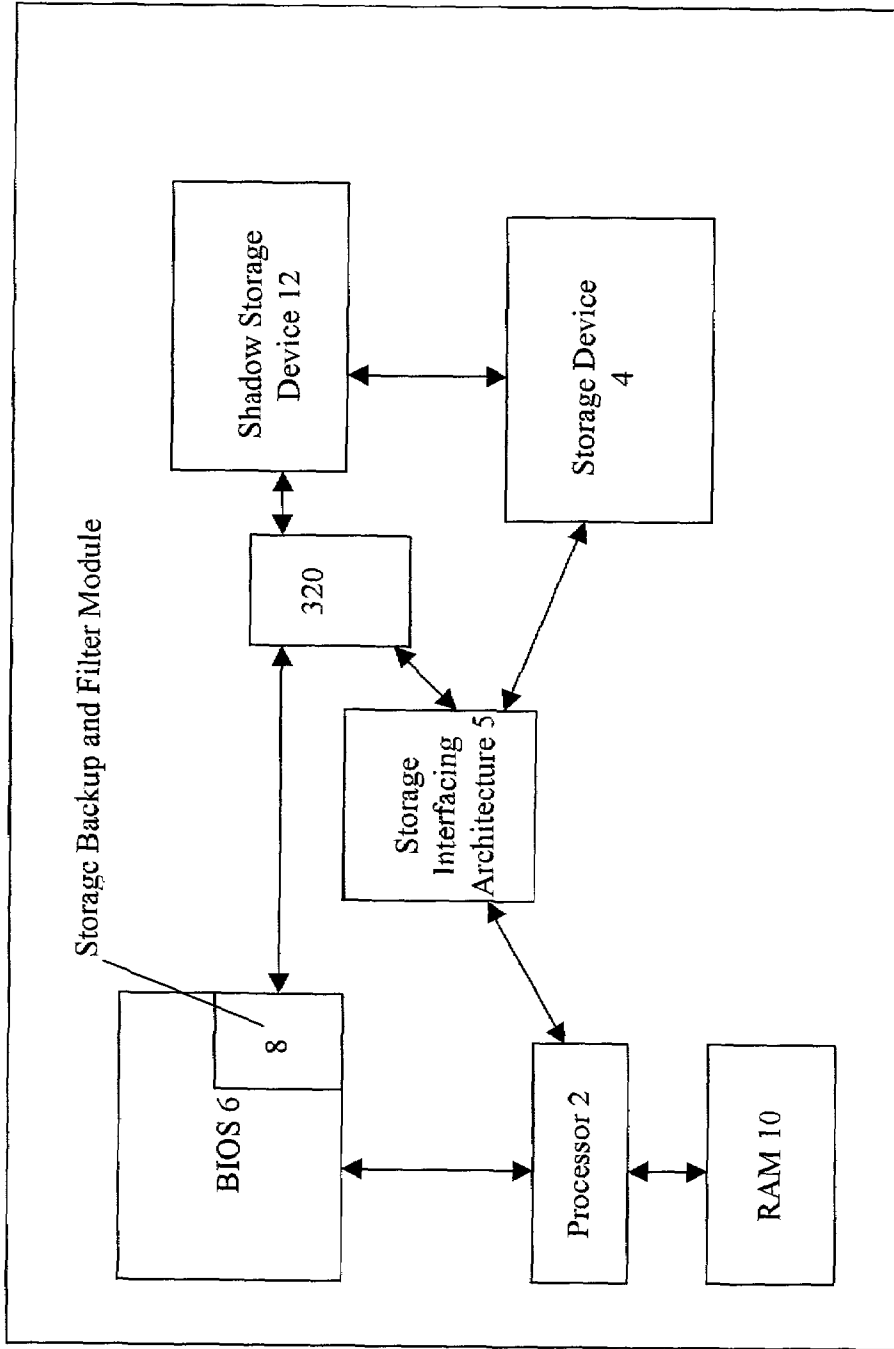 Storage Backup and Filter Module
BIOS 6
8
320
Shadow Storage
Device 12
Storage
Interfacing
Architecture 5
Processor 2
Storage Device
4
RAM 10